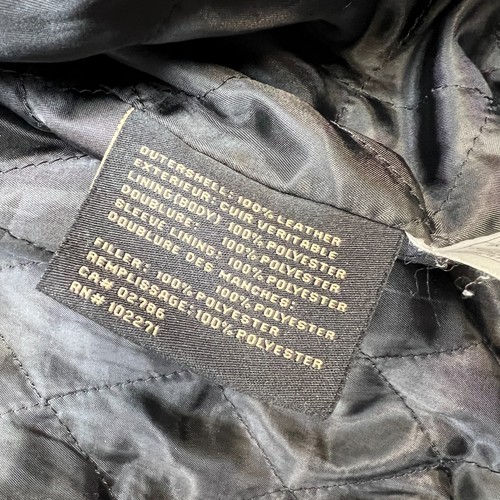 OUTERSHELL: 100% LEATHER
EXTERIEUR: CUIR VERITABLE
LINING(BODY) 100% POLYESTER
DOUBLURE: 100% POLYESTER
SLEEVE LINING: 100% POLYESTER
DOUBLURE DES MANCHES:
100% POLYESTER
FILLER: 100% POLYESTER
REMPLISSAGE: 100% POLYESTER
CA# 02786
RN# 102271